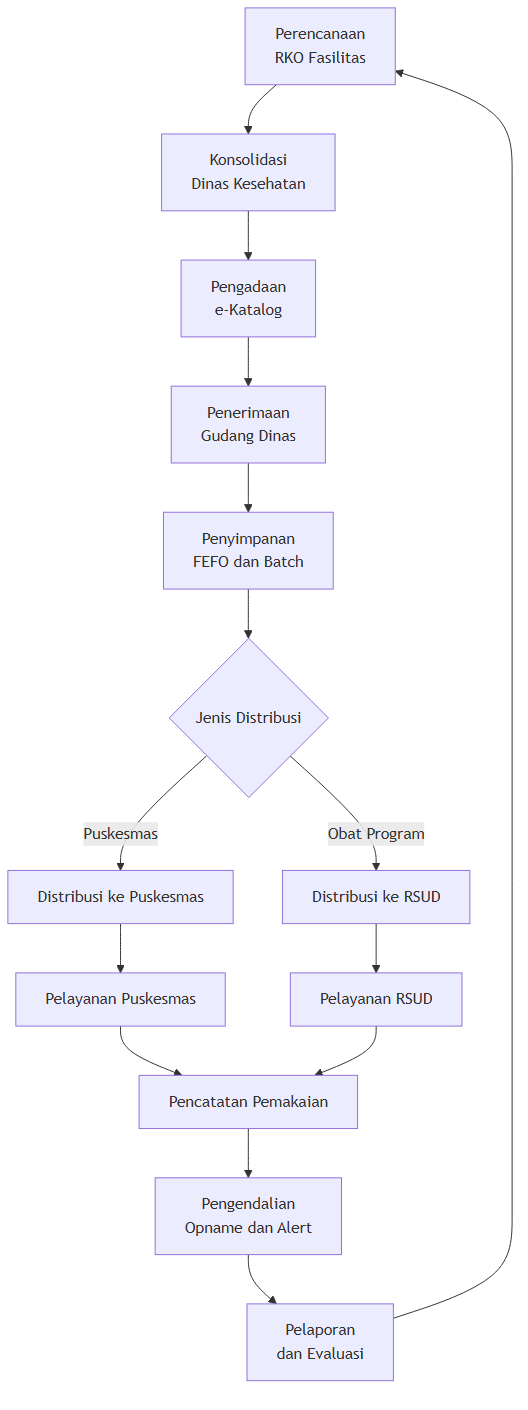 Perencanaan
RKO Fasilitas
Konsolidasi
Dinas Kesehatan
Pengadaan
e-Katalog
Penerimaan
Gudang Dinas
Penyimpanan
FEFO dan Batch
Jenis Distribusi
Puskesmas
Obat Program
Distribusi ke Puskesmas
Distribusi ke RSUD
Pelayanan Puskesmas
Pelayanan RSUD
Pencatatan Pemakaian
Pengendalian
Opname dan Alert
Pelaporan
dan Evaluasi